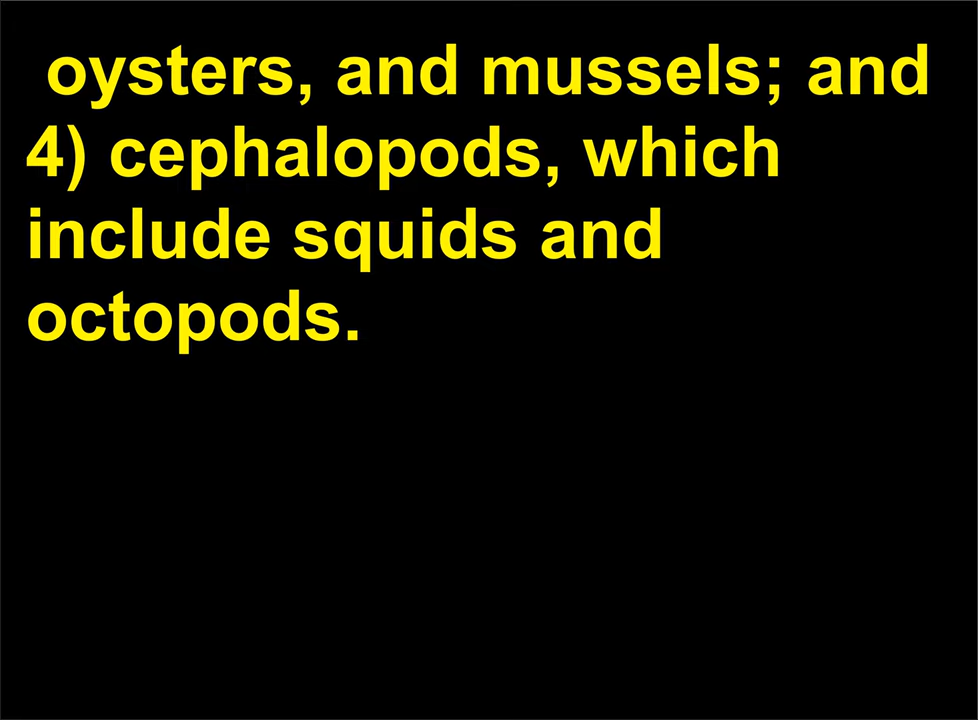 oysters, and mussels; and
4) cephalopods, which
include squids and
octopods.